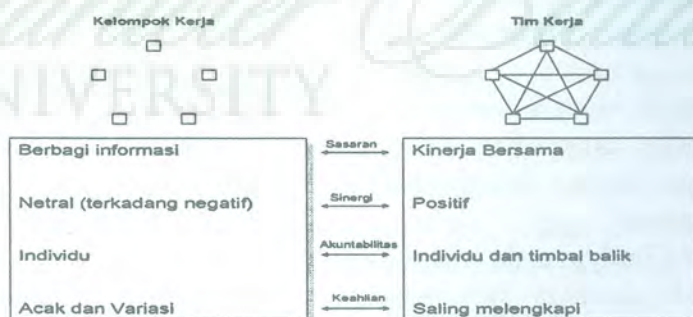 Kelompok Kerja
Tim Kerja
UNIVERSITY
Berbagi informasi
Sasaran
Kinerja Bersama
Netral (terkadang negatif)
Sinergi
Positif
Individu
Akuntabilitas
Individu dan timbal balik
Acak dan Variasi
Keahlian
Saling melengkapi